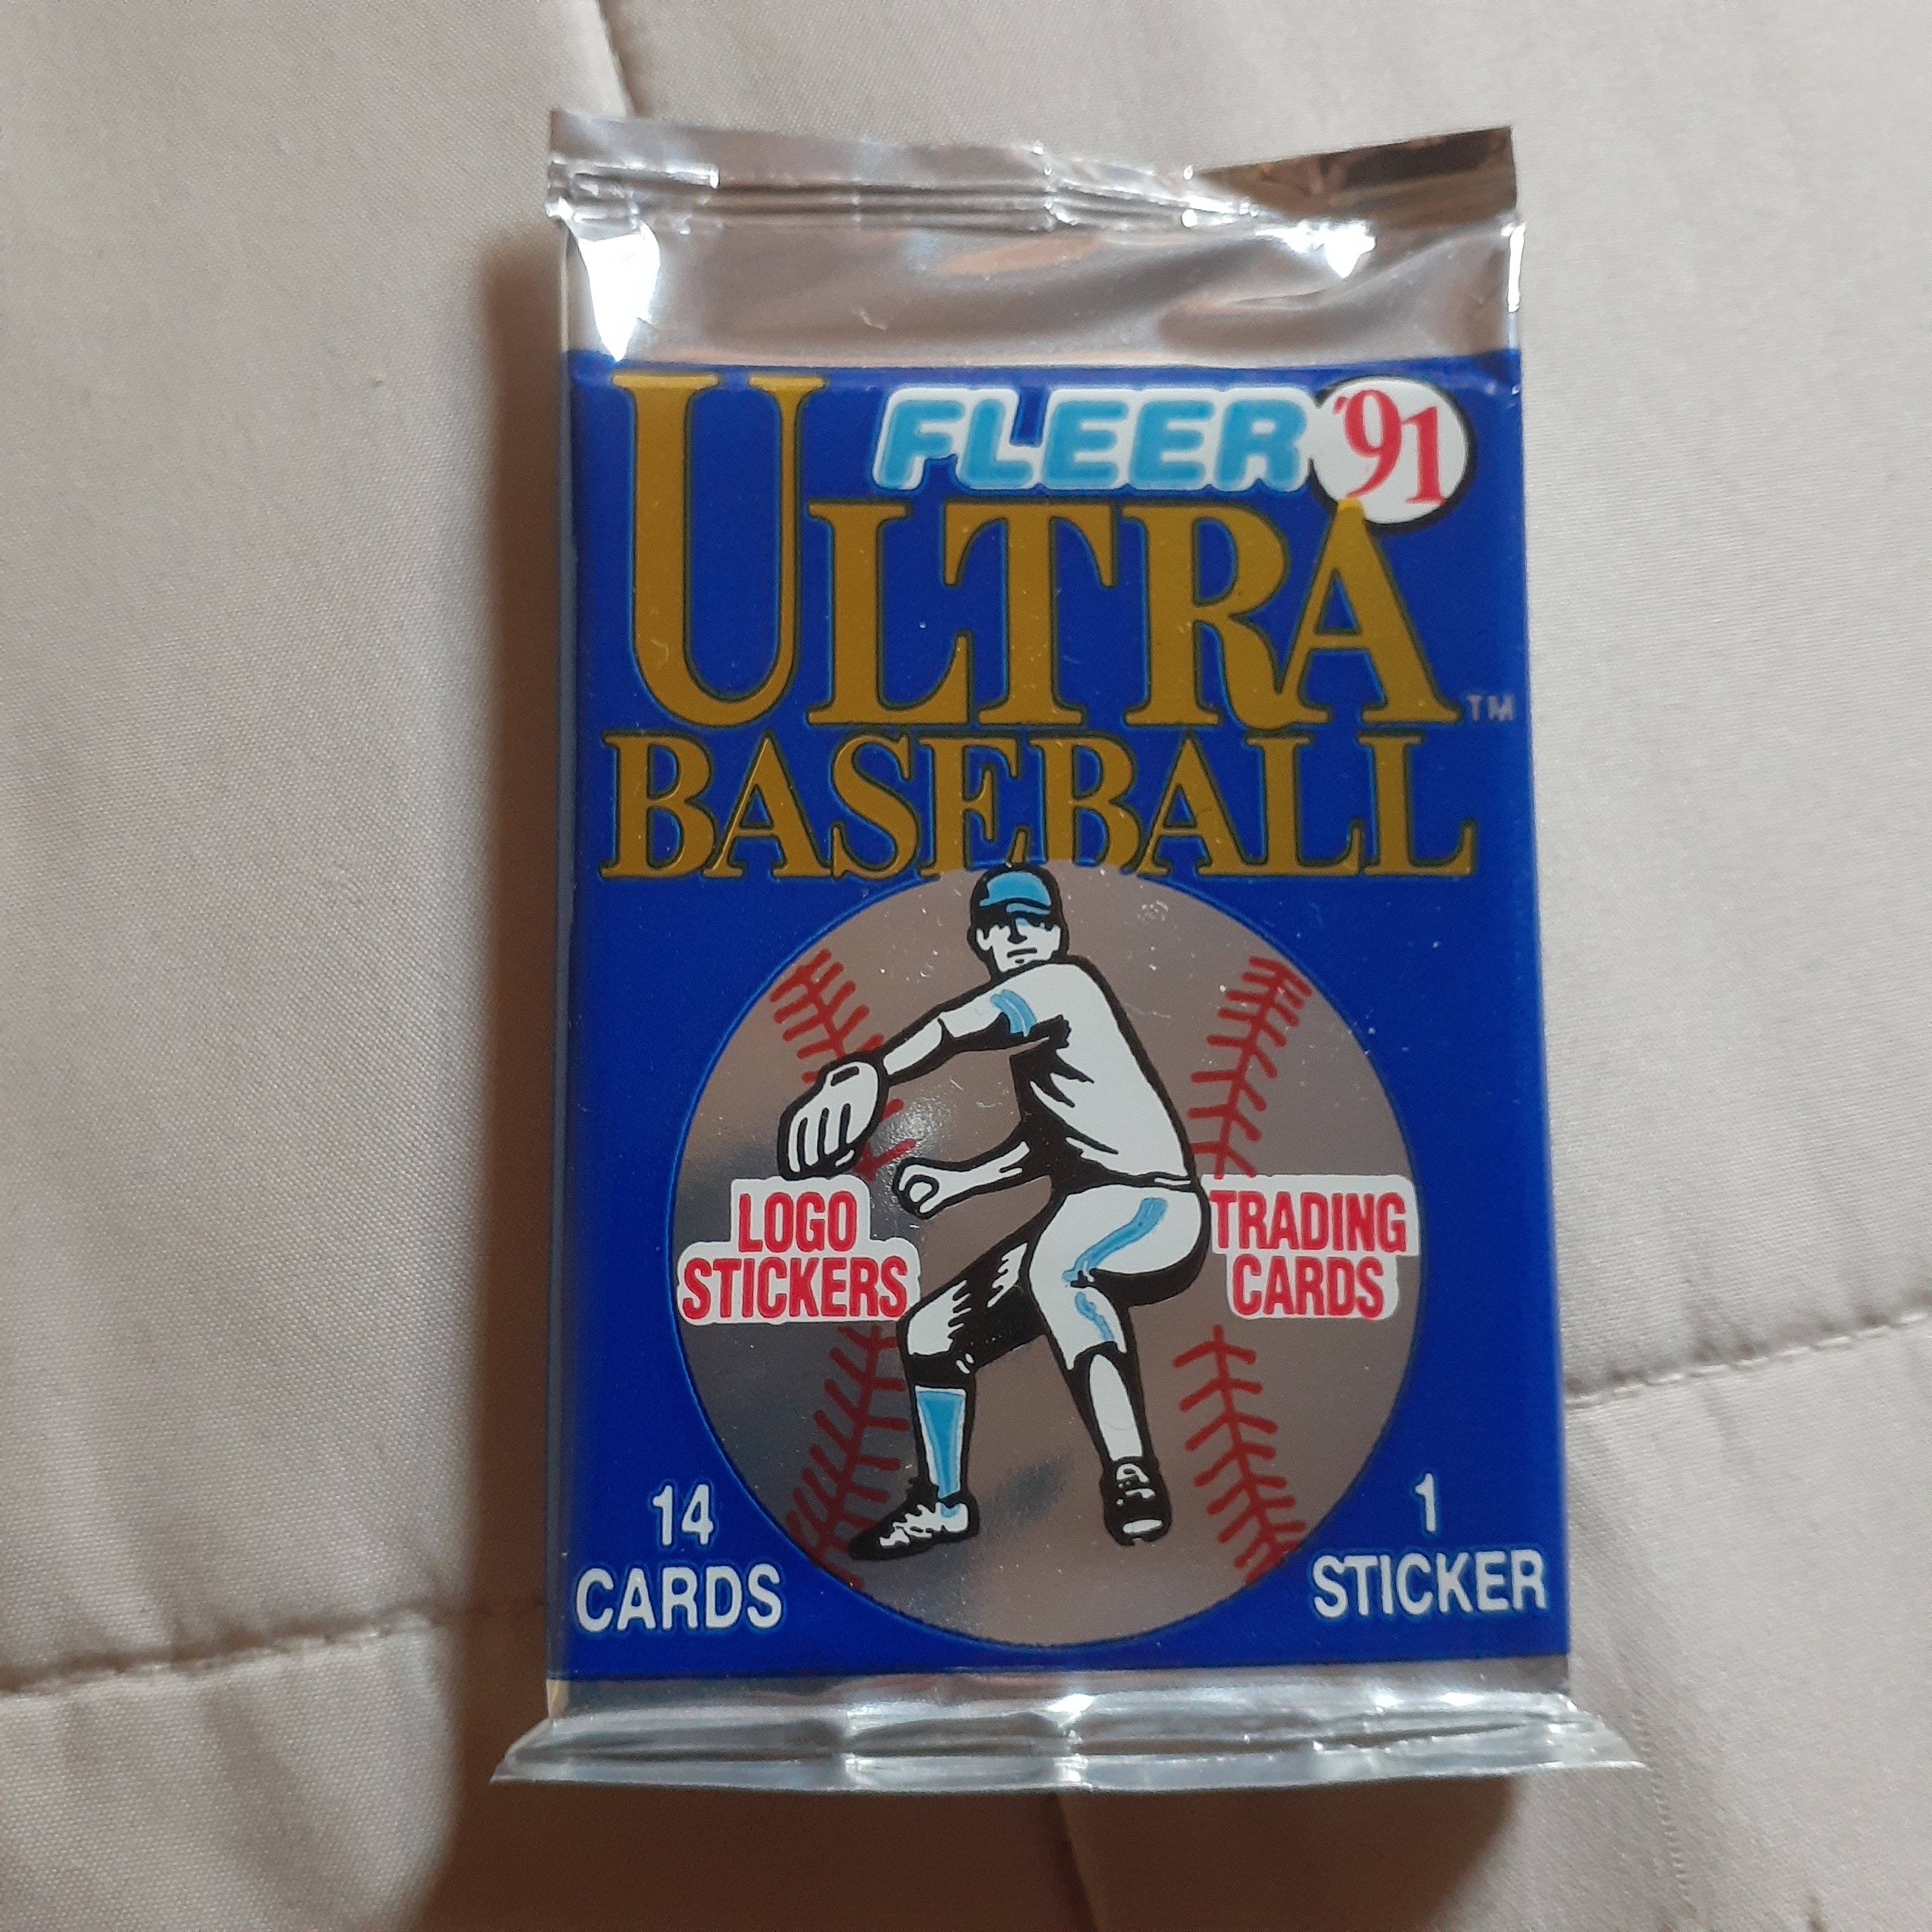 FLEER '91
ULTRA™
BASEBALL
LOGO
STICKERS
TRADING
CARDS
14
CARDS
1
STICKER